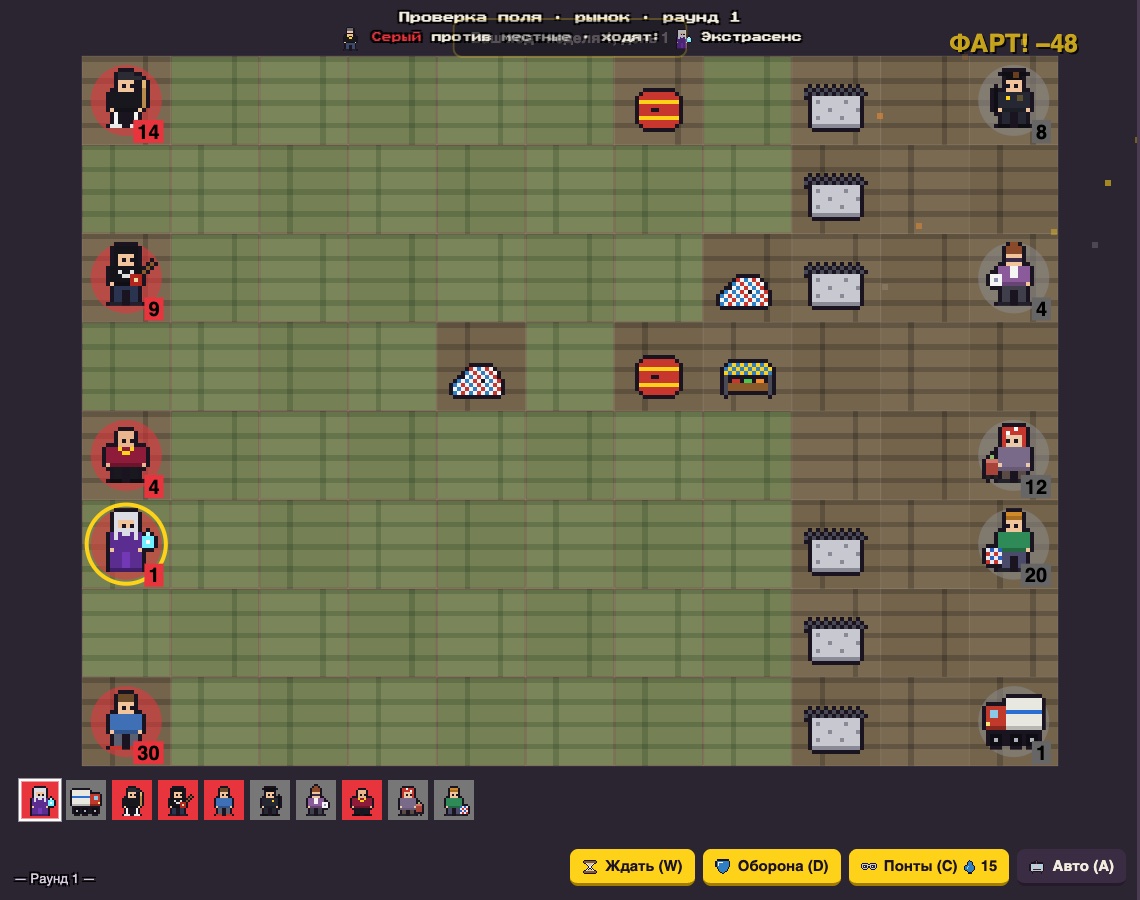 Проверка поля · рынок · раунд 1
Серый против местные · ходят: Экстрасенс
ФАРТ! −48
14
8
9
4
4
12
1
20
30
1
Ждать (W)
Оборона (D)
Понты (C) 15
Авто (A)
— Раунд 1 —